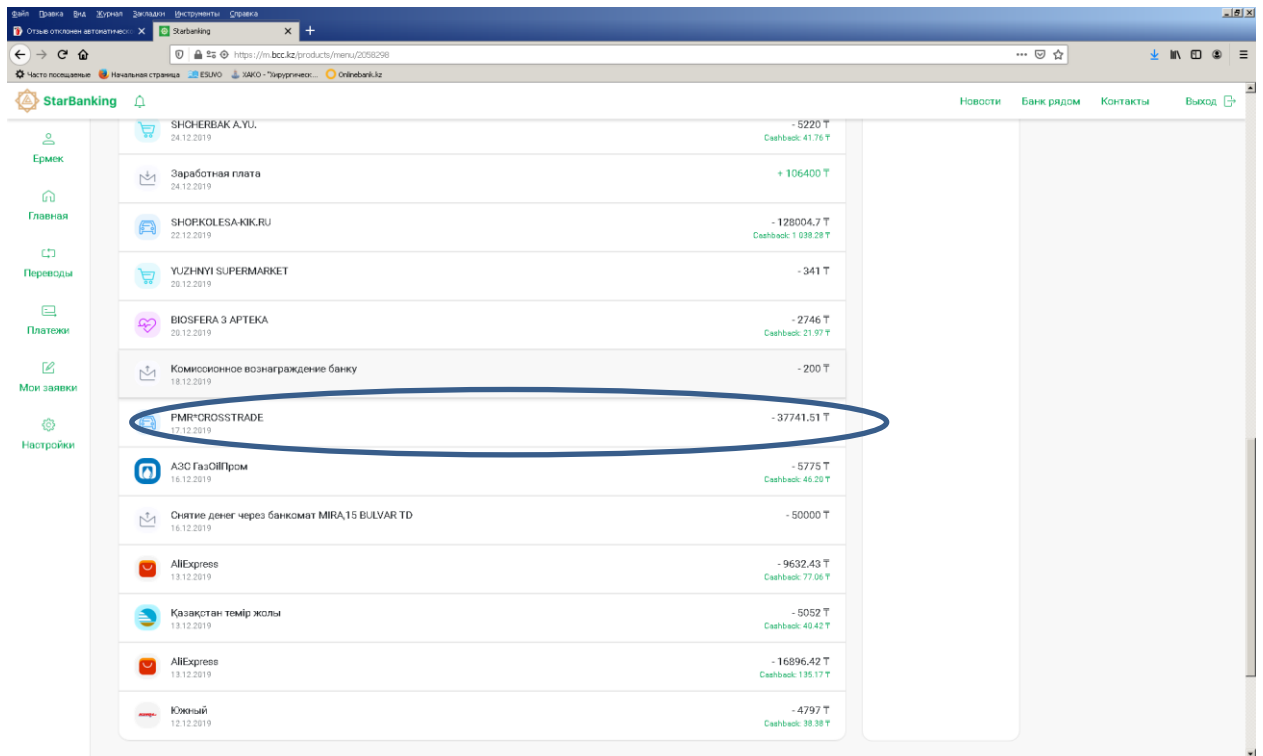 Файл Правка Вид Журнал Закладки Инструменты Справка
Отзыв отклонен автоматическ
Starbanking
https://m.bcc.kz/products/menu/2058298
Часто посещаемые Начальная страница ESUVO ХАКО - "Хирургическ... Onlinebank.kz
StarBanking
Новости Банк рядом Контакты Выход
Ермек
Главная
Переводы
Платежи
Мои заявки
Настройки
SHCHERBAK A.YU. - 5220 ₸
24.12.2019 Cashback: 41.76 ₸
Заработная плата + 106400 ₸
24.12.2019
SHOP.KOLESA-KIK.RU - 128004.7 ₸
22.12.2019 Cashback: 1 038.28 ₸
YUZHNYI SUPERMARKET - 341 ₸
20.12.2019
BIOSFERA 3 APTEKA - 2746 ₸
20.12.2019 Cashback: 21.97 ₸
Комиссионное вознаграждение банку - 200 ₸
18.12.2019
PMR*CROSSTRADE - 37741.51 ₸
17.12.2019
АЗС ГазOilПром - 5775 ₸
16.12.2019 Cashback: 46.20 ₸
Снятие денег через банкомат MIRA,15 BULVAR TD - 50000 ₸
16.12.2019
AliExpress - 9632.43 ₸
13.12.2019 Cashback: 77.06 ₸
Қазақстан темір жолы - 5052 ₸
13.12.2019 Cashback: 40.42 ₸
AliExpress - 16896.42 ₸
13.12.2019 Cashback: 135.17 ₸
Южный - 4797 ₸
12.12.2019 Cashback: 38.38 ₸